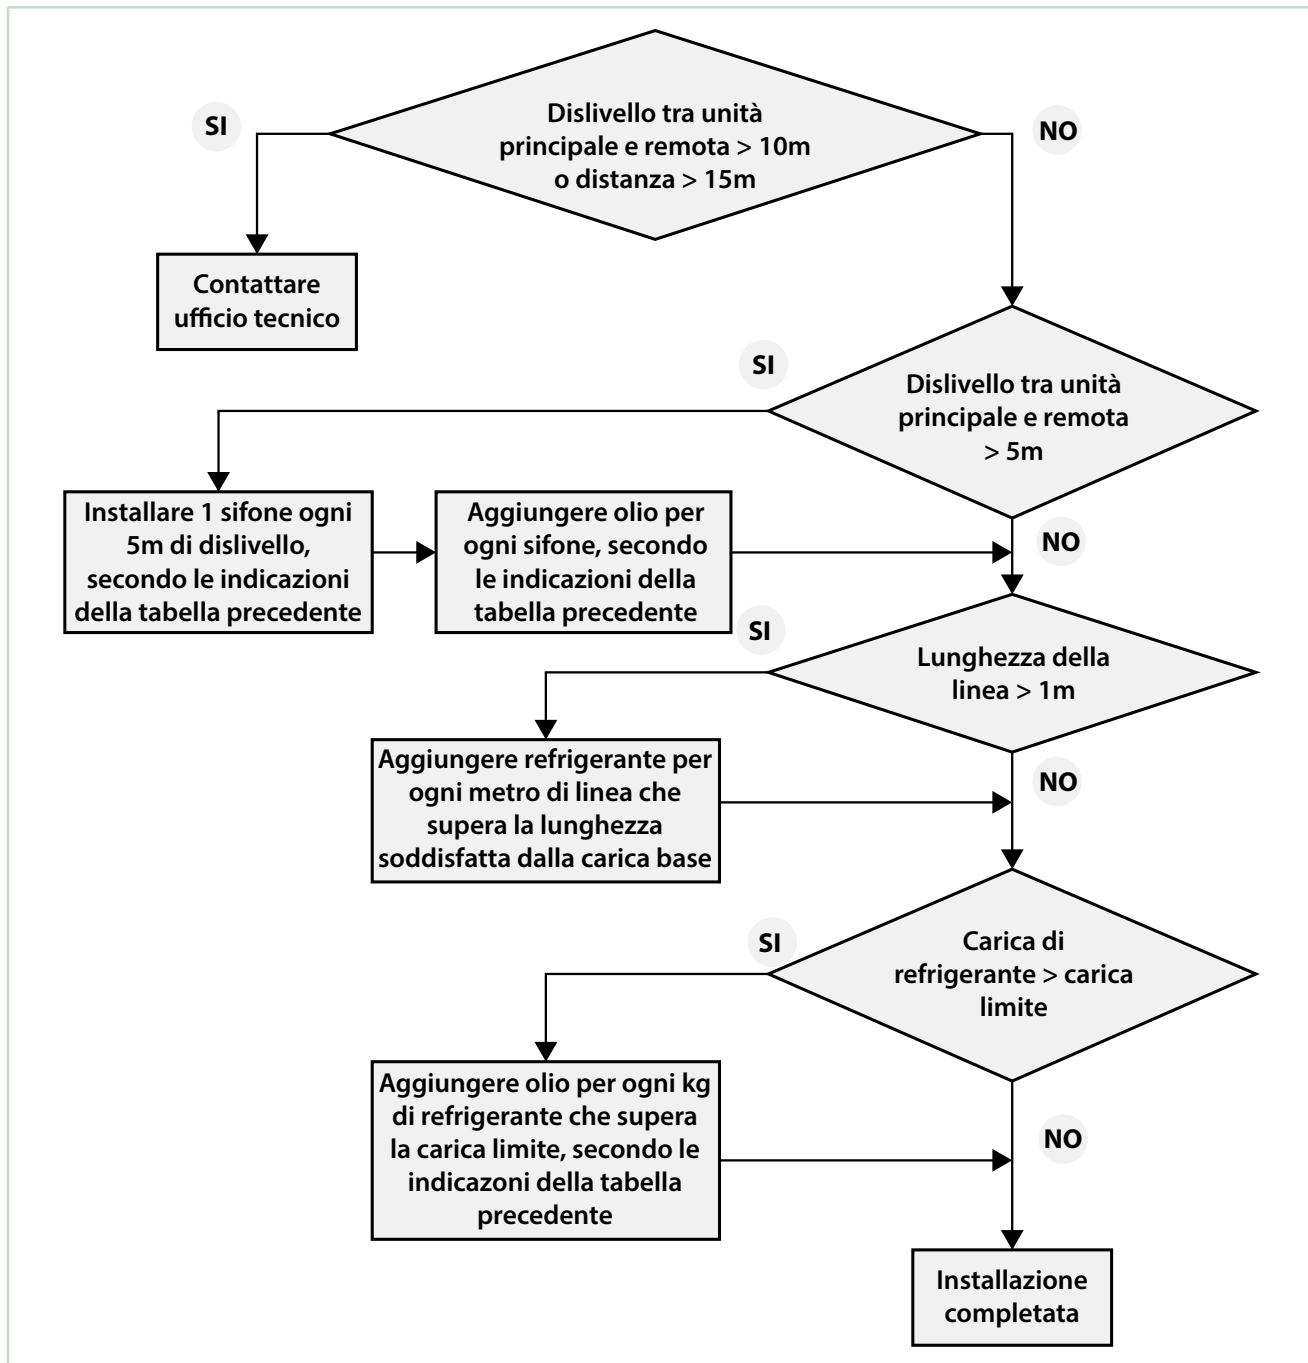 Dislivello tra unità
principale e remota > 10m
o distanza > 15m
SI
NO
Contattare
ufficio tecnico
Dislivello tra unità
principale e remota
> 5m
SI
NO
Installare 1 sifone ogni
5m di dislivello,
secondo le indicazioni
della tabella precedente
Aggiungere olio per
ogni sifone, secondo
le indicazioni della
tabella precedente
Lunghezza della
linea > 1m
SI
NO
Aggiungere refrigerante per
ogni metro di linea che
supera la lunghezza
soddisfatta dalla carica base
Carica di
refrigerante > carica
limite
SI
NO
Aggiungere olio per ogni kg
di refrigerante che supera
la carica limite, secondo le
indicazoni della tabella
precedente
Installazione
completata